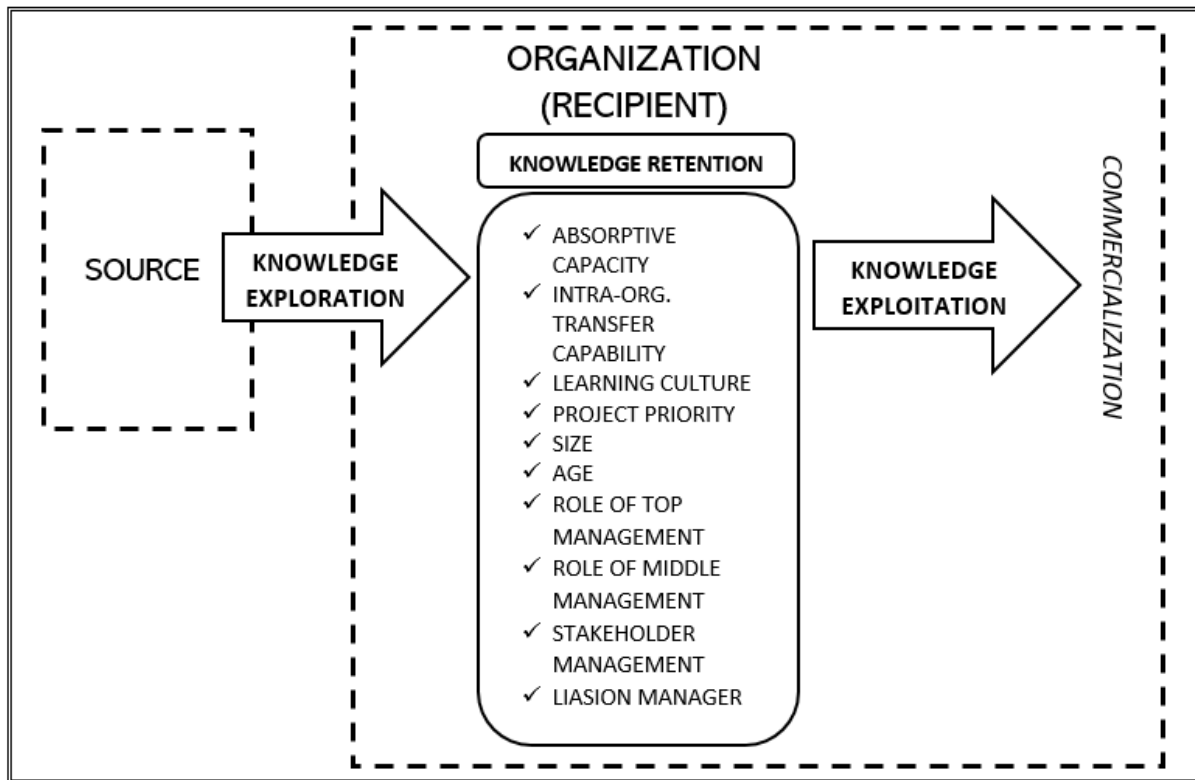 ORGANIZATION
(RECIPIENT)
KNOWLEDGE RETENTION
SOURCE
KNOWLEDGE
EXPLORATION
✓ ABSORPTIVE
CAPACITY
✓ INTRA-ORG.
TRANSFER
CAPABILITY
✓ LEARNING CULTURE
✓ PROJECT PRIORITY
✓ SIZE
✓ AGE
✓ ROLE OF TOP
MANAGEMENT
✓ ROLE OF MIDDLE
MANAGEMENT
✓ STAKEHOLDER
MANAGEMENT
✓ LIASION MANAGER
KNOWLEDGE
EXPLOITATION
COMMERCIALIZATION